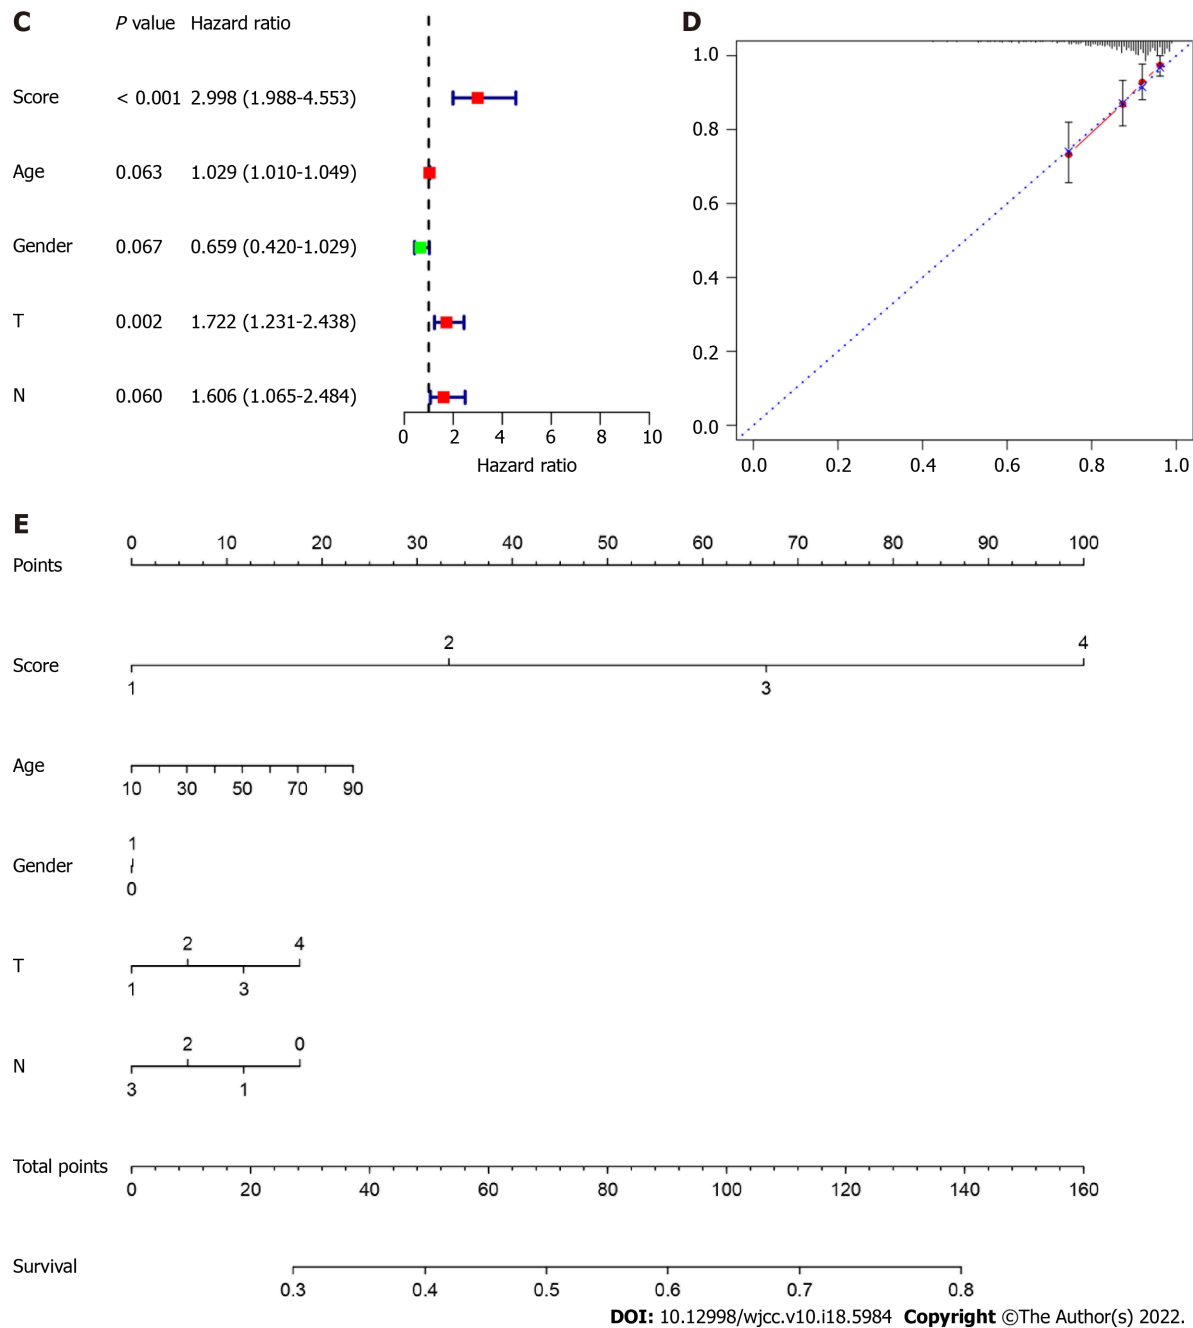 C
P value Hazard ratio
Score < 0.001 2.998 (1.988-4.553)
Age 0.063 1.029 (1.010-1.049)
Gender 0.067 0.659 (0.420-1.029)
T 0.002 1.722 (1.231-2.438)
N 0.060 1.606 (1.065-2.484)
0 2 4 6 8 10
Hazard ratio
D
1.0
0.8
0.6
0.4
0.2
0.0
0.0 0.2 0.4 0.6 0.8 1.0
E
0 10 20 30 40 50 60 70 80 90 100
Points
2 4
Score
1 3
Age
10 30 50 70 90
1
Gender
0
2 4
T
1 3
2 0
N
3 1
Total points
0 20 40 60 80 100 120 140 160
Survival
0.3 0.4 0.5 0.6 0.7 0.8
DOI: 10.12998/wjcc.v10.i18.5984 Copyright ©The Author(s) 2022.